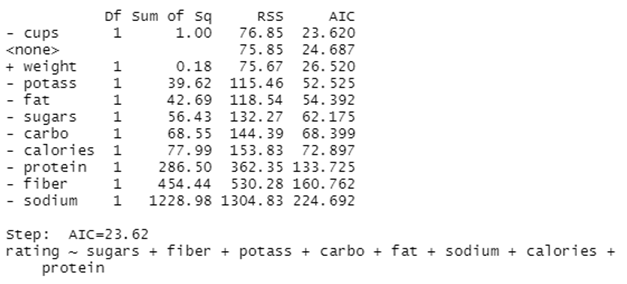 Df Sum of Sq RSS AIC
- cups 1 1.00 76.85 23.620
<none> 75.85 24.687
+ weight 1 0.18 75.67 26.520
- potass 1 39.62 115.46 52.525
- fat 1 42.69 118.54 54.392
- sugars 1 56.43 132.27 62.175
- carbo 1 68.55 144.39 68.399
- calories 1 77.99 153.83 72.897
- protein 1 286.50 362.35 133.725
- fiber 1 454.44 530.28 160.762
- sodium 1 1228.98 1304.83 224.692
Step: AIC=23.62
rating ~ sugars + fiber + potass + carbo + fat + sodium + calories +
protein